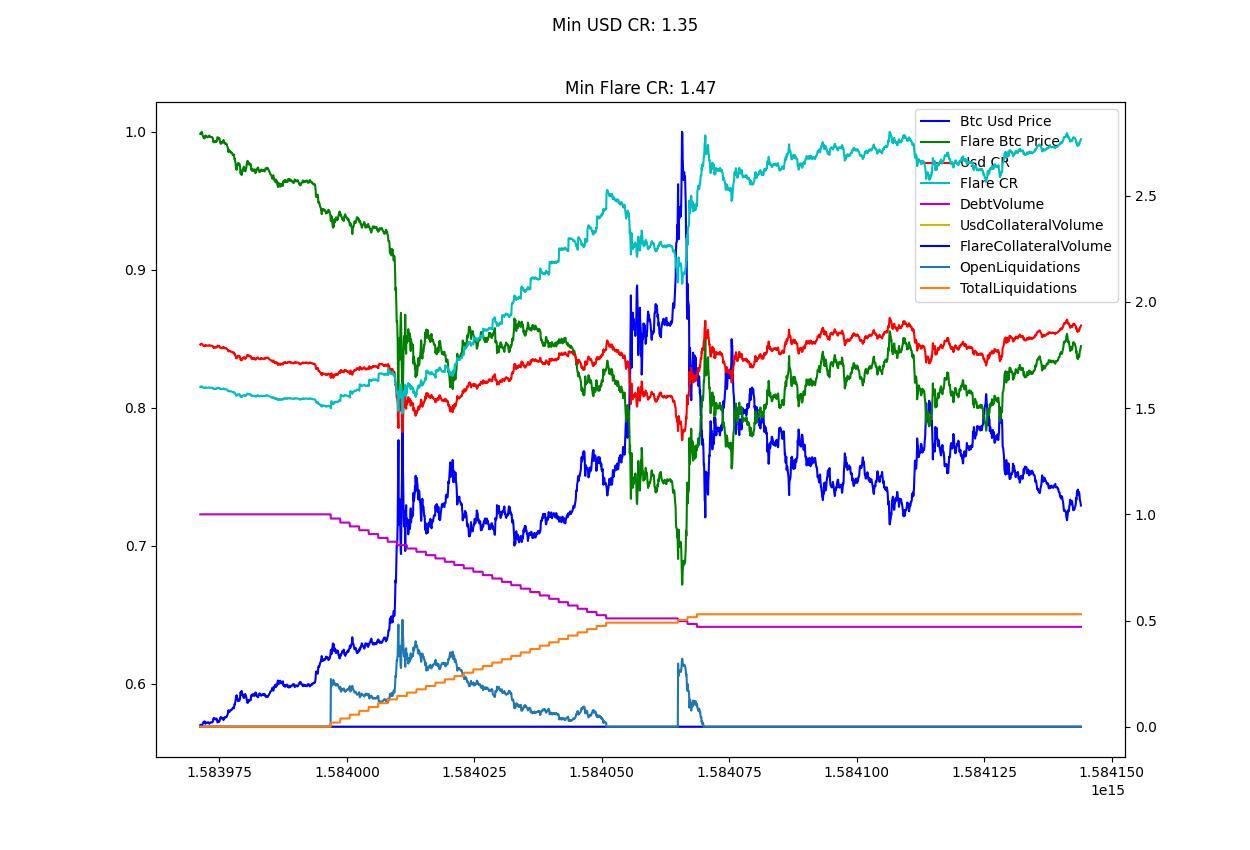 Min USD CR: 1.35
Min Flare CR: 1.47
Btc Usd Price
Flare Btc Price
Usd CR
Flare CR
DebtVolume
UsdCollateralVolume
FlareCollateralVolume
OpenLiquidations
TotalLiquidations
1.0
0.9
0.8
0.7
0.6
2.5
2.0
1.5
1.0
0.5
0.0
1.583975 1.584000 1.584025 1.584050 1.584075 1.584100 1.584125 1.584150
1e15